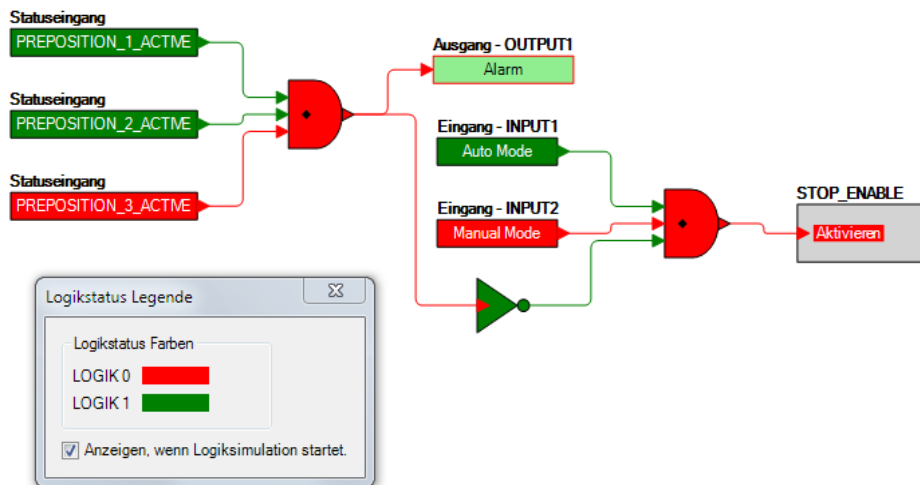 Statuseingang
PREPOSITION_1_ACTIVE
Statuseingang
PREPOSITION_2_ACTIVE
Statuseingang
PREPOSITION_3_ACTIVE
Ausgang - OUTPUT1
Alarm
Eingang - INPUT1
Auto Mode
Eingang - INPUT2
Manual Mode
STOP_ENABLE
Aktivieren
Logikstatus Legende
Logikstatus Farben
LOGIK 0
LOGIK 1
Anzeigen, wenn Logiksimulation startet.